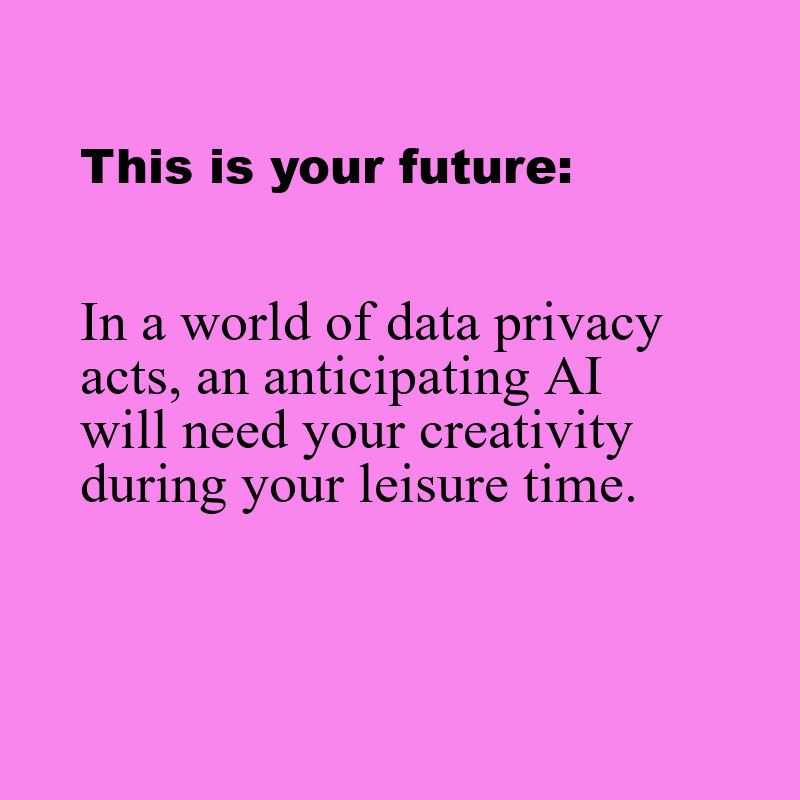 This is your future:
In a world of data privacy
acts, an anticipating AI
will need your creativity
during your leisure time.